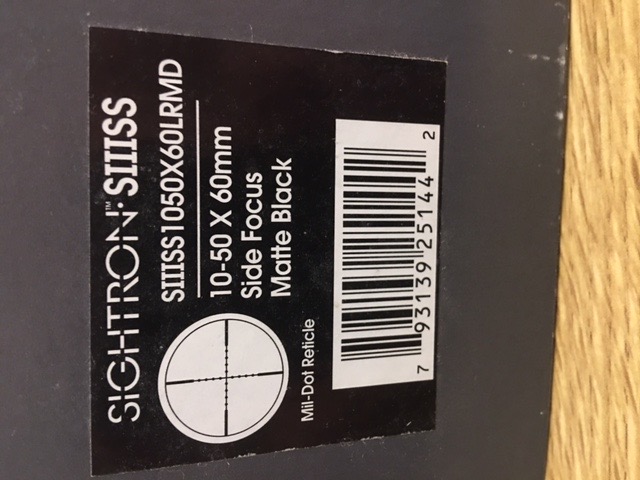 SIGHTRON™ SIIISS
SIIISS1050X60LRMD
10-50 X 60mm
Side Focus
Matte Black
Mil-Dot Reticle
7 93139 25144 2